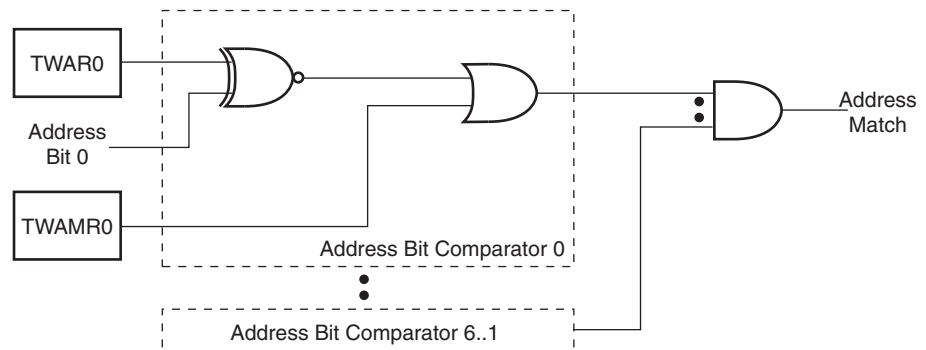 TWAR0
Address
Bit 0
TWAMR0
Address Bit Comparator 0
Address Bit Comparator 6..1
Address
Match